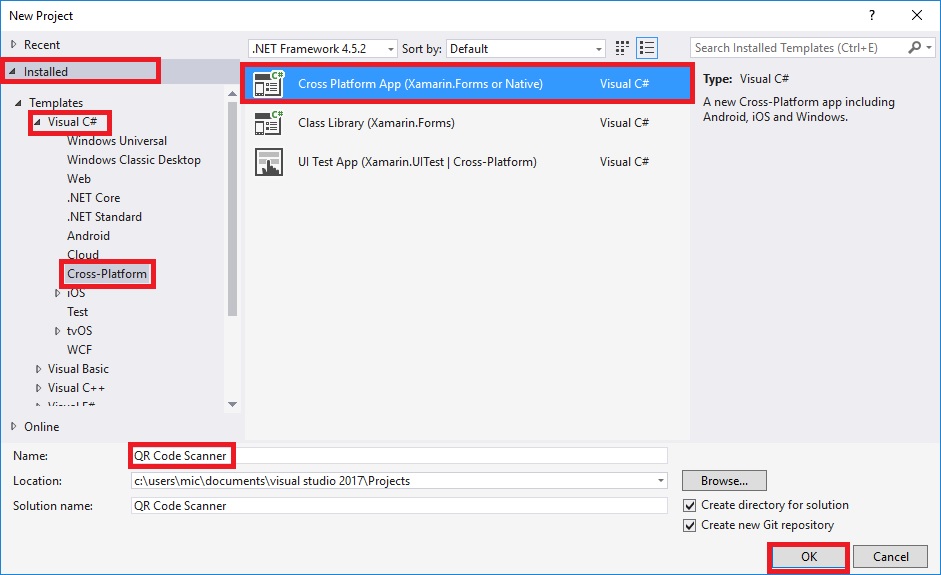 New Project
?
Recent
.NET Framework 4.5.2
Sort by:
Default
Search Installed Templates (Ctrl+E)
Installed
Templates
Visual C#
Windows Universal
Windows Classic Desktop
Web
.NET Core
.NET Standard
Android
Cloud
Cross-Platform
iOS
Test
tvOS
WCF
Visual Basic
Visual C++
Visual F#
Online
C# Cross Platform App (Xamarin.Forms or Native) Visual C#
C# Class Library (Xamarin.Forms) Visual C#
UI Test App (Xamarin.UITest | Cross-Platform) Visual C#
Type: Visual C#
A new Cross-Platform app including
Android, iOS and Windows.
Name: QR Code Scanner
Location: c:\users\mic\documents\visual studio 2017\Projects
Browse...
Solution name: QR Code Scanner
Create directory for solution
Create new Git repository
OK
Cancel